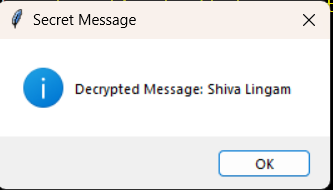 Secret Message
Decrypted Message: Shiva Lingam
OK